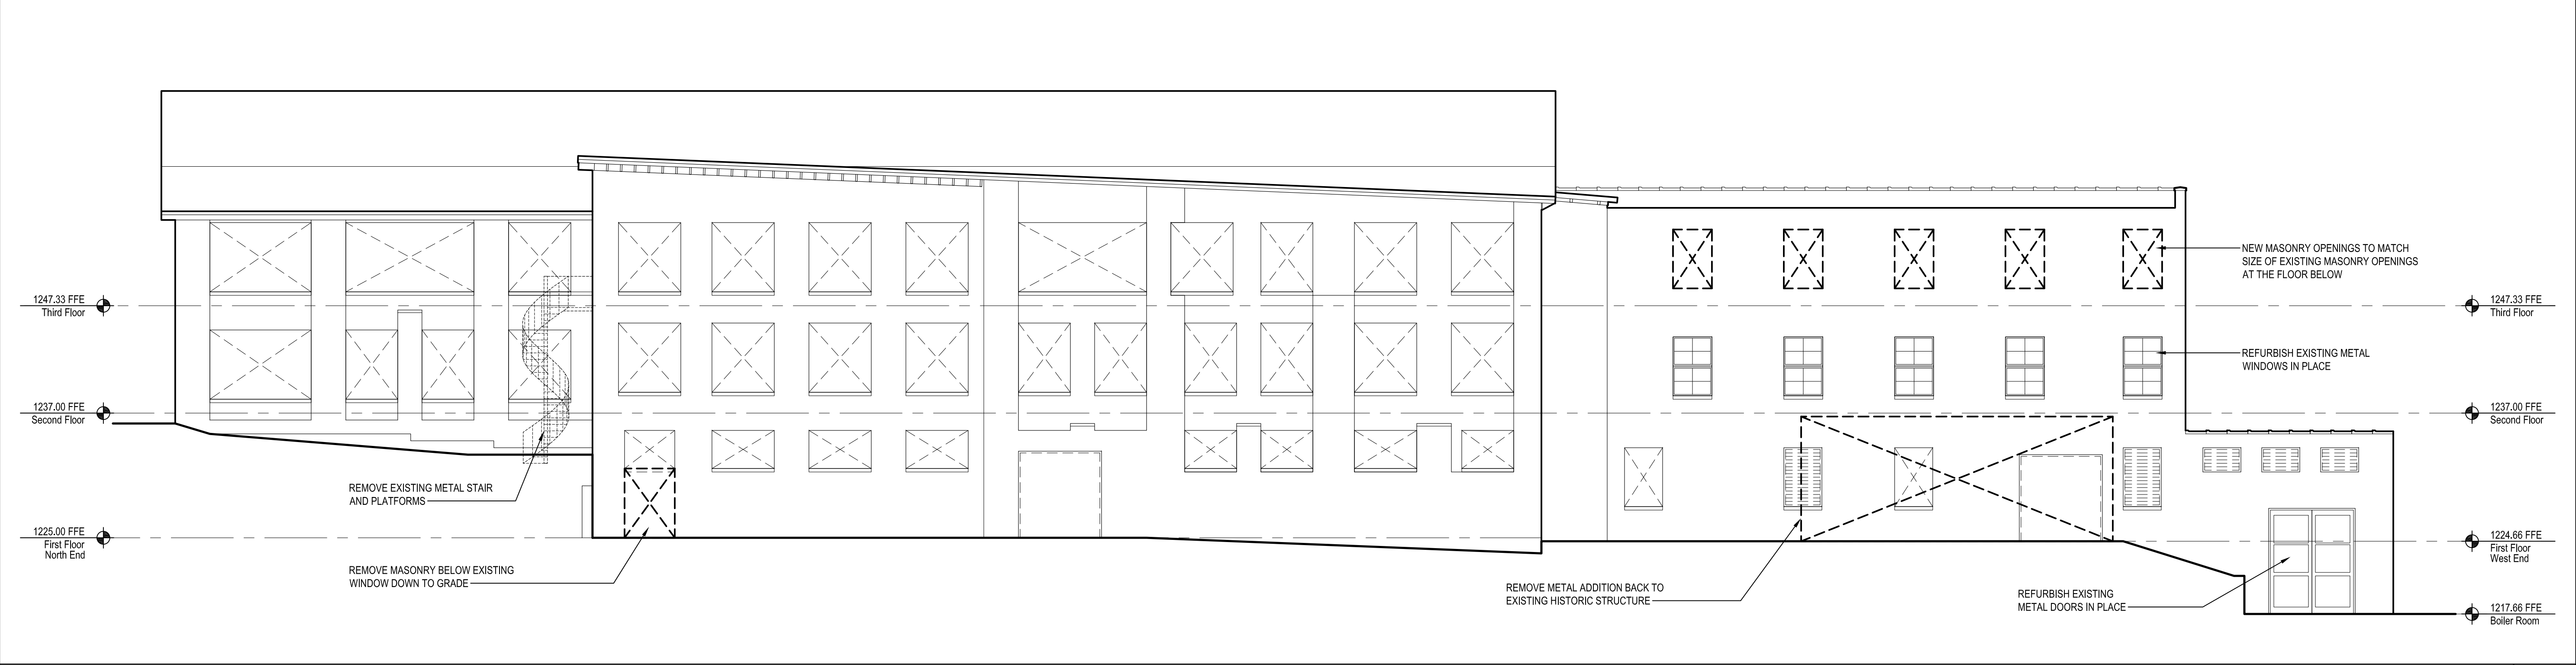 1247.33 FFE
Third Floor
1237.00 FFE
Second Floor
1225.00 FFE
First Floor
North End
REMOVE EXISTING METAL STAIR
AND PLATFORMS
REMOVE MASONRY BELOW EXISTING
WINDOW DOWN TO GRADE
REMOVE METAL ADDITION BACK TO
EXISTING HISTORIC STRUCTURE
REFURBISH EXISTING
METAL DOORS IN PLACE
NEW MASONRY OPENINGS TO MATCH
SIZE OF EXISTING MASONRY OPENINGS
AT THE FLOOR BELOW
REFURBISH EXISTING METAL
WINDOWS IN PLACE
1247.33 FFE
Third Floor
1237.00 FFE
Second Floor
1224.66 FFE
First Floor
West End
1217.66 FFE
Boiler Room